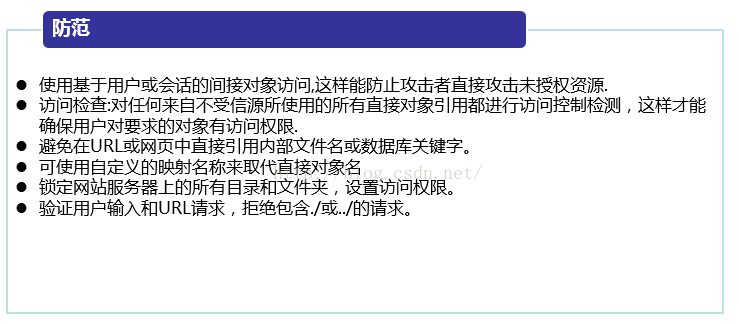 防范
● 使用基于用户或会话的间接对象访问,这样能防止攻击者直接攻击未授权资源.
● 访问检查:对任何来自不受信源所使用的所有直接对象引用都进行访问控制检测，这样才能
确保用户对要求的对象有访问权限.
● 避免在URL或网页中直接引用内部文件名或数据库关键字。
● 可使用自定义的映射名称来取代直接对象名
● 锁定网站服务器上的所有目录和文件夹，设置访问权限。
● 验证用户输入和URL请求，拒绝包含./或../的请求。